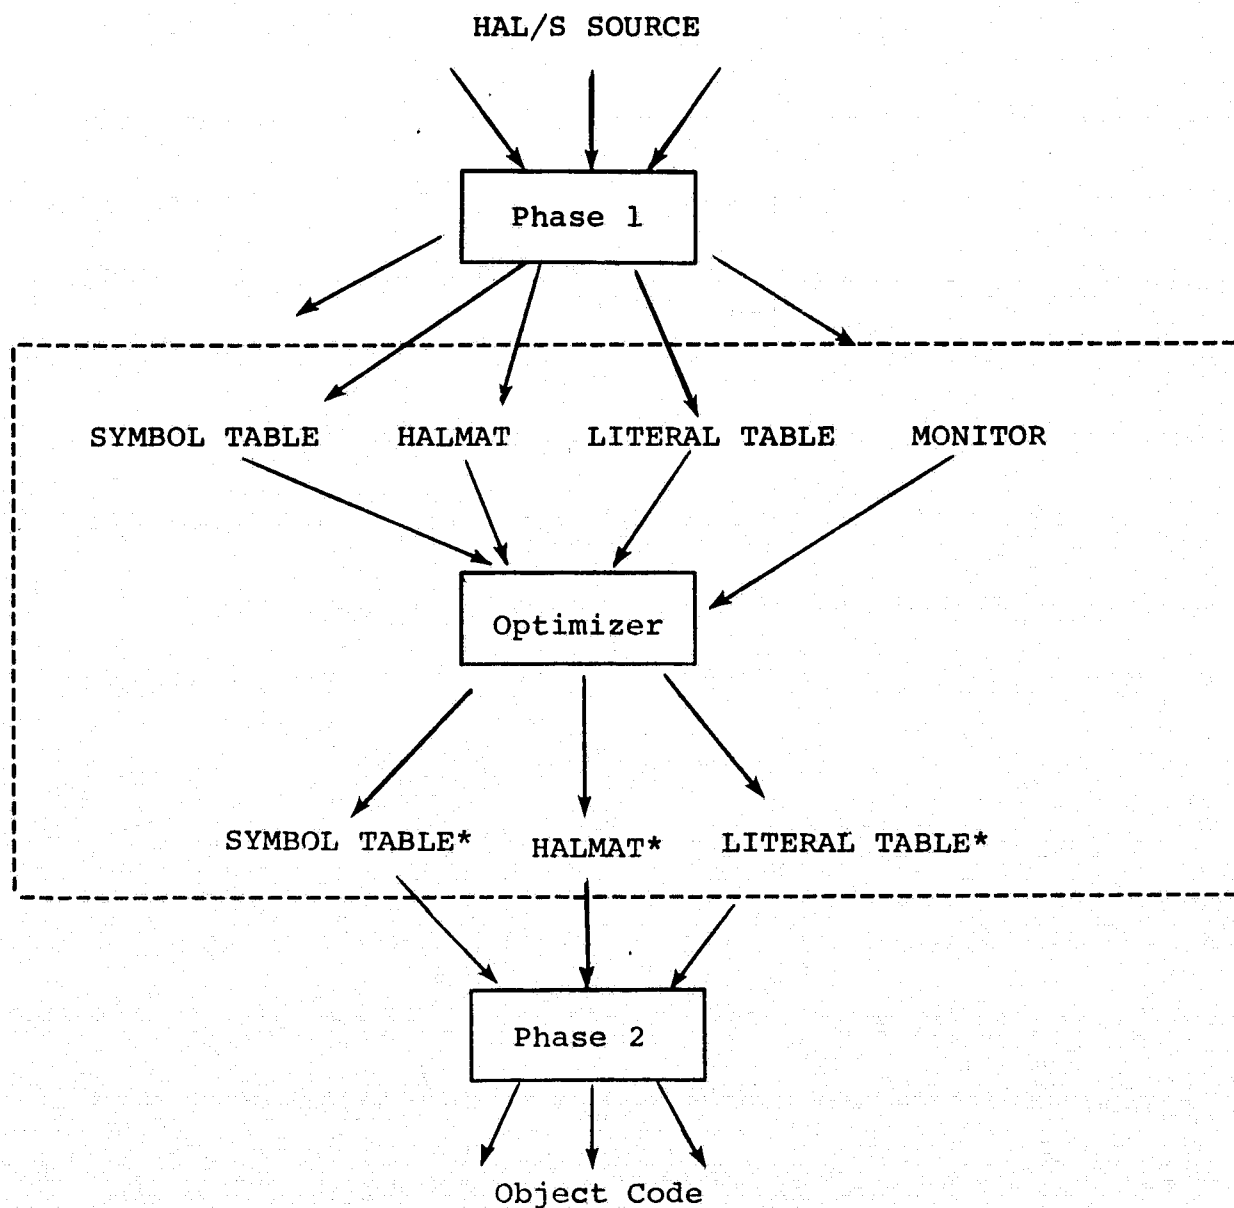 HAL/S SOURCE
Phase 1
SYMBOL TABLE HALMAT LITERAL TABLE MONITOR
Optimizer
SYMBOL TABLE* HALMAT* LITERAL TABLE*
Phase 2
Object Code